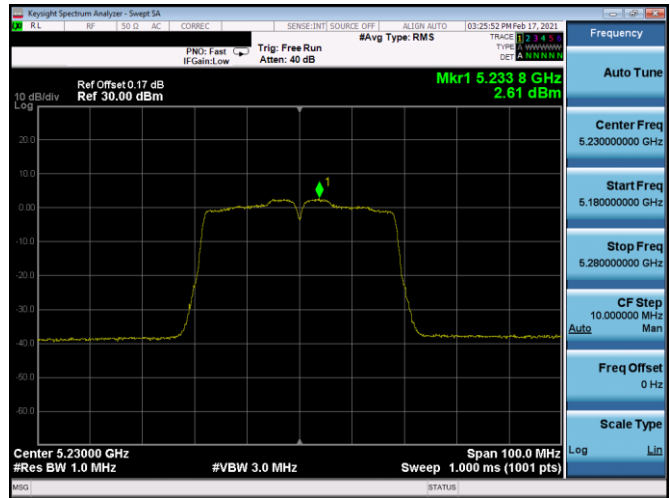 Keysight Spectrum Analyzer - Swept SA
RL RF 50 Ω AC CORREC SENSE:INT SOURCE OFF ALIGN AUTO 03:25:52 PM Feb 17, 2021
PNO: Fast Trig: Free Run #Avg Type: RMS TRACE 1 2 3 4 5 6
IFGain:Low Atten: 40 dB TYPE A WWWWW
DET A N N N N N
Frequency
Mkr1 5.233 8 GHz
2.61 dBm
Ref Offset 0.17 dB
10 dB/div Ref 30.00 dBm
Log
20.0
10.0
0.00
-10.0
-20.0
-30.0
-40.0
-50.0
-60.0
1
Center 5.23000 GHz Span 100.0 MHz
#Res BW 1.0 MHz #VBW 3.0 MHz Sweep 1.000 ms (1001 pts)
Auto Tune
Center Freq
5.230000000 GHz
Start Freq
5.180000000 GHz
Stop Freq
5.280000000 GHz
CF Step
10.000000 MHz
Auto Man
Freq Offset
0 Hz
Scale Type
Log Lin
MSG STATUS